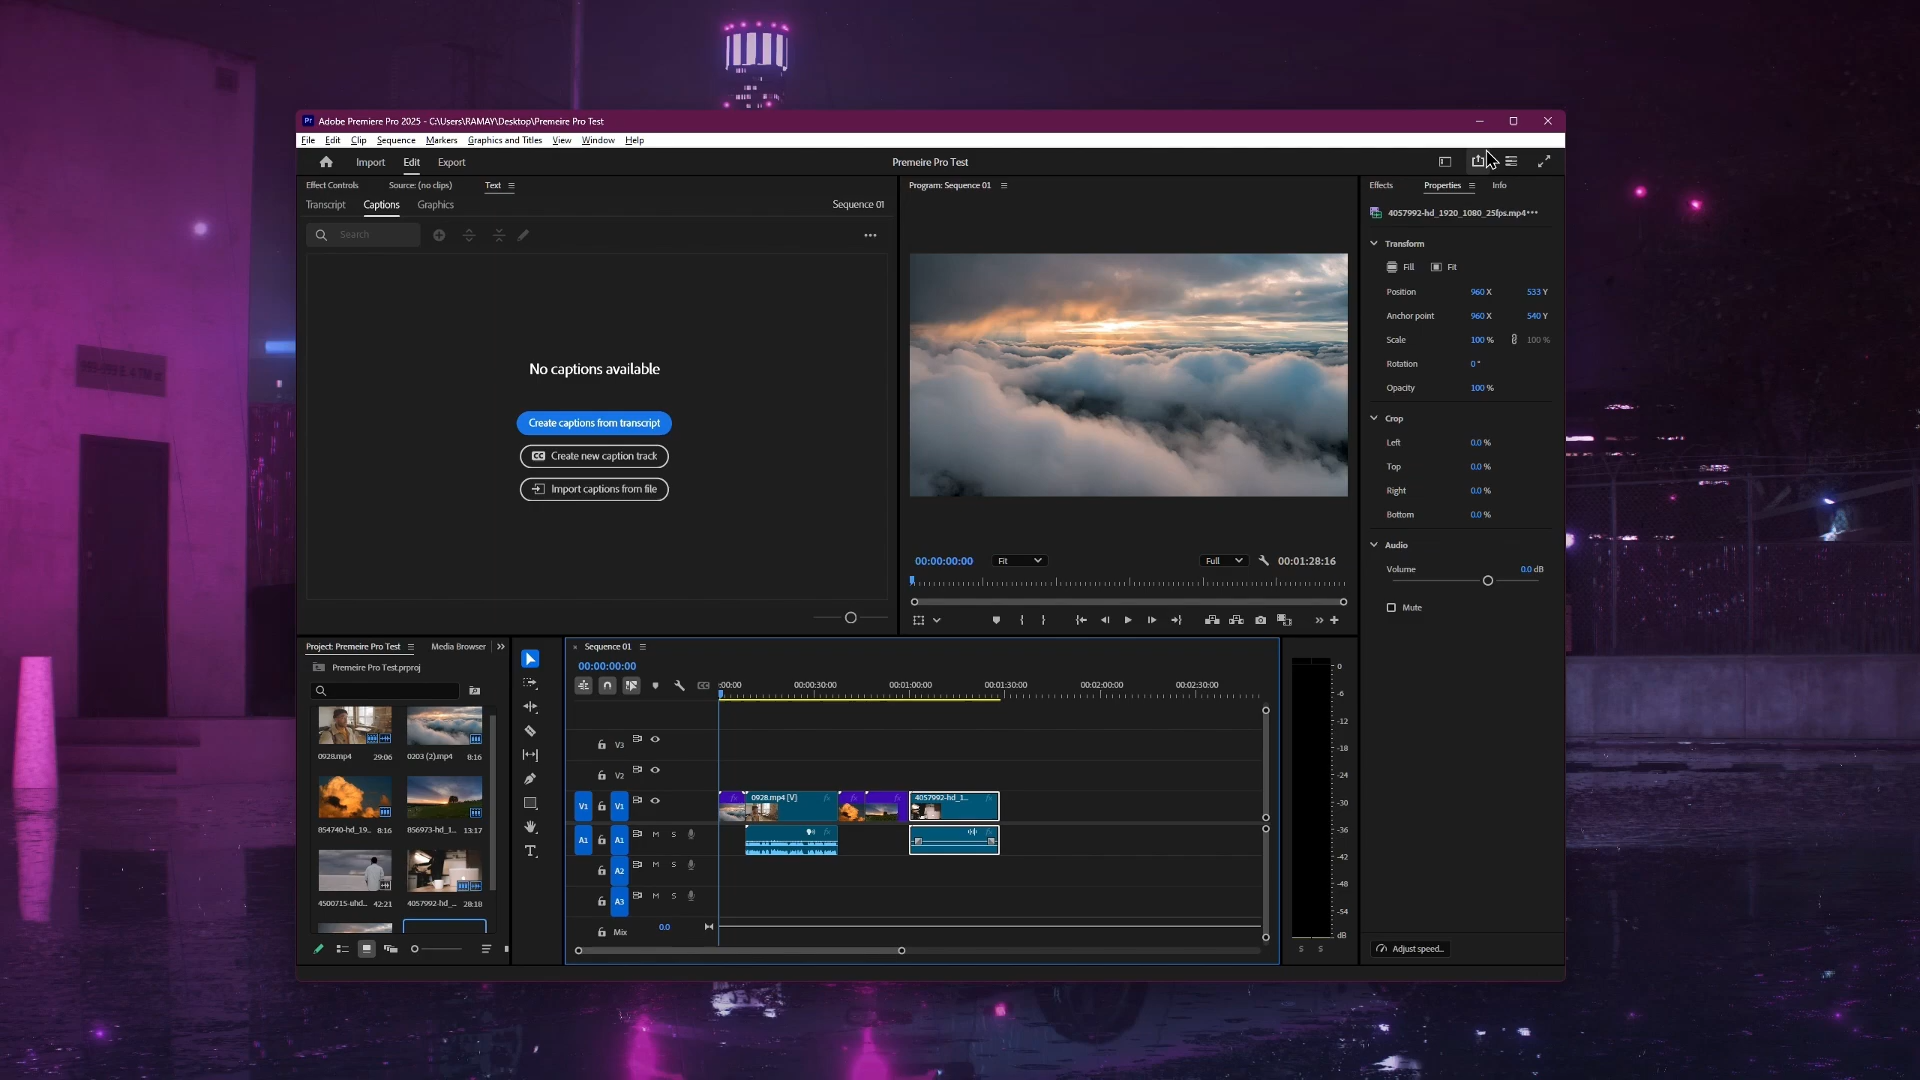 Adobe Premiere Pro 2025 - C:\Users\RAMAY\Desktop\Premeire Pro Test
File Edit Clip Sequence Markers Graphics and Titles View Window Help
Import Edit Export
Premeire Pro Test
Effect Controls Source: (no clips) Text
Transcript Captions Graphics
Sequence 01
Search
No captions available
Create captions from transcript
Create new caption track
Import captions from file
Program: Sequence 01
00:00:00:00
Fit
Full
00:01:28:16
Effects Properties Info
4057992-hd_1920_1080_25fps.mp4
Transform
Fill Fit
Position 960 X 533 Y
Anchor point 960 X 540 Y
Scale 100 % 100 %
Rotation 0 °
Opacity 100 %
Crop
Left 0.0 %
Top 0.0 %
Right 0.0 %
Bottom 0.0 %
Audio
Volume 0.0 dB
Mute
Adjust speed...
Project: Premeire Pro Test
Media Browser
Premeire Pro Test.prproj
0928.mp4 29:06
0203 (2).mp4 8:16
854740-hd_19... 8:16
856973-hd_1... 13:17
4500715-uhd... 42:21
4057992-hd_... 28:18
Sequence 01
00:00:00:00
:00:00 00:00:30:00 00:01:00:00 00:01:30:00 00:02:00:00 00:02:30:00
V3
V2
V1 V1
0928.mp4 [V]
4057992-hd_1...
A1 A1 M S
A2 M S
A3 M S
Mix 0.0
0
-6
-12
-18
-24
-30
-36
-42
-48
-54
dB
S S